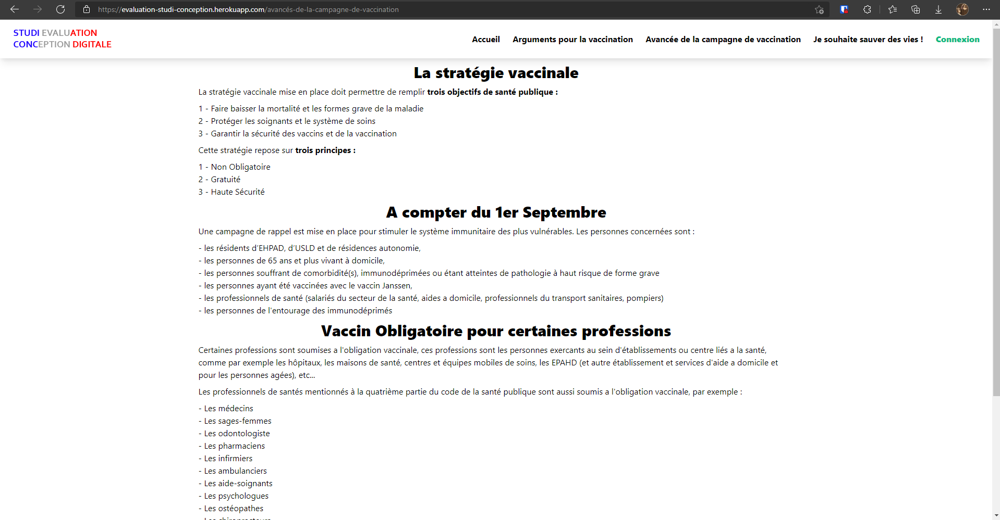 https://evaluation-studi-conception.herokuapp.com/avancés-de-la-campagne-de-vaccination
STUDI EVALUATION
CONCEPTION DIGITALE
Accueil Arguments pour la vaccination Avancée de la campagne de vaccination Je souhaite sauver des vies ! Connexion
La stratégie vaccinale
La stratégie vaccinale mise en place doit permettre de remplir trois objectifs de santé publique :
1 - Faire baisser la mortalité et les formes grave de la maladie
2 - Protéger les soignants et le système de soins
3 - Garantir la sécurité des vaccins et de la vaccination
Cette stratégie repose sur trois principes :
1 - Non Obligatoire
2 - Gratuité
3 - Haute Sécurité
A compter du 1er Septembre
Une campagne de rappel est mise en place pour stimuler le système immunitaire des plus vulnérables. Les personnes concernées sont :
- les résidents d’EHPAD, d’USLD et de résidences autonomie,
- les personnes de 65 ans et plus vivant à domicile,
- les personnes souffrant de comorbidité(s), immunodéprimées ou étant atteintes de pathologie à haut risque de forme grave
- les personnes ayant été vaccinées avec le vaccin Janssen,
- les professionnels de santé (salariés du secteur de la santé, aides a domicile, professionnels du transport sanitaires, pompiers)
- les personnes de l'entourage des immunodéprimés
Vaccin Obligatoire pour certaines professions
Certaines professions sont soumises a l'obligation vaccinale, ces professions sont les personnes exercants au sein d'établissements ou centre liés a la santé,
comme par exemple les hôpitaux, les maisons de santé, centres et équipes mobiles de soins, les EPAHD (et autre établissement et services d'aide a domicile et
pour les personnes agées), etc...
Les professionnels de santés mentionnés à la quatrième partie du code de la santé publique sont aussi soumis a l'obligation vaccinale, par exemple :
- Les médecins
- Les sages-femmes
- Les odontologiste
- Les pharmaciens
- Les infirmiers
- Les ambulanciers
- Les aide-soignants
- Les psychologues
- Les ostéopathes
- Les chiropracteurs